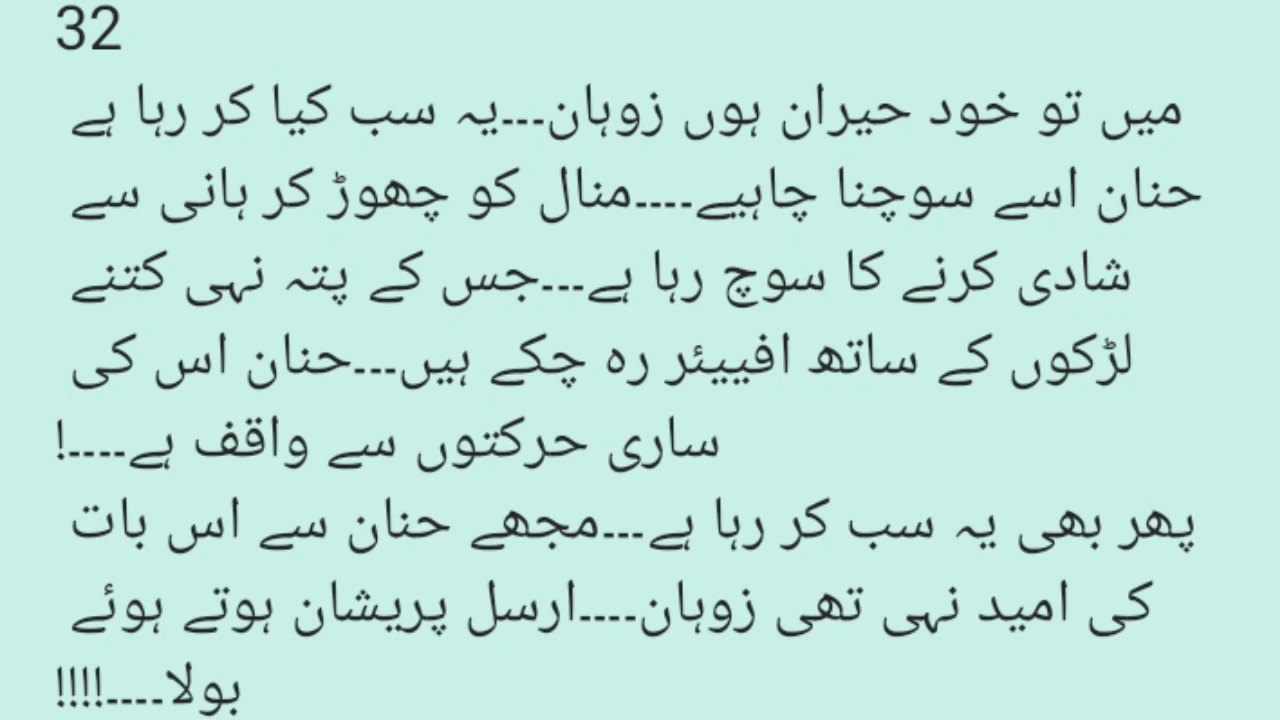 32
میں تو خود حیران ہوں زوہان---یہ سب کیا کر رہا ہے
حنان اسے سوچنا چاہیے----منال کو چھوڑ کر ہانی سے
شادی کرنے کا سوچ رہا ہے---جس کے پتہ نہی کتنے
لڑکوں کے ساتھ افییئر رہ چکے ہیں---حنان اس کی
ساری حرکتوں سے واقف ہے----!
پھر بھی یہ سب کر رہا ہے---مجھے حنان سے اس بات
کی امید نہی تھی زوہان----ارسل پریشان ہوتے ہوئے
بولا----!!!!